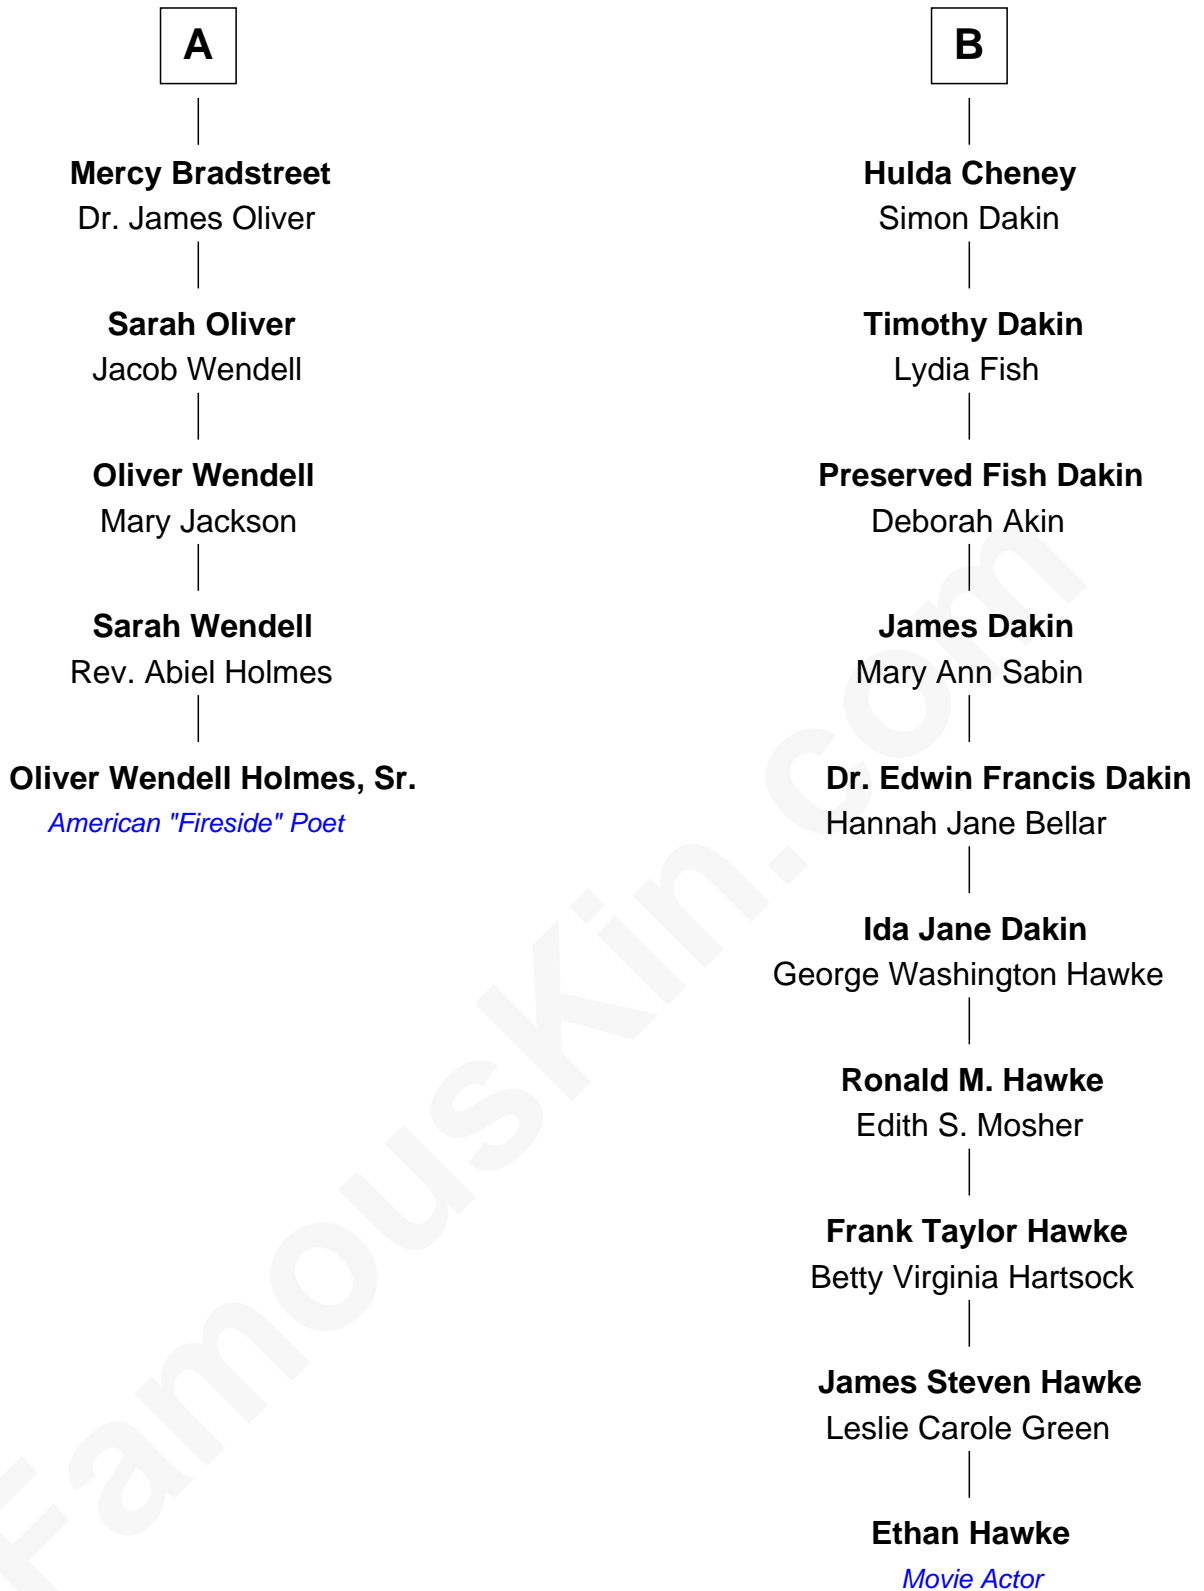 A
Mercy Bradstreet
Dr. James Oliver
Sarah Oliver
Jacob Wendell
Oliver Wendell
Mary Jackson
Sarah Wendell
Rev. Abiel Holmes
Oliver Wendell Holmes, Sr.
American "Fireside" Poet
B
Hulda Cheney
Simon Dakin
Timothy Dakin
Lydia Fish
Preserved Fish Dakin
Deborah Akin
James Dakin
Mary Ann Sabin
Dr. Edwin Francis Dakin
Hannah Jane Bellar
Ida Jane Dakin
George Washington Hawke
Ronald M. Hawke
Edith S. Mosher
Frank Taylor Hawke
Betty Virginia Hartsock
James Steven Hawke
Leslie Carole Green
Ethan Hawke
Movie Actor
FamousKin.com